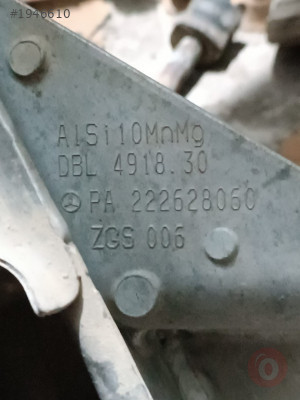 #1946610
AlSi10MnMg
DBL 4918.30
PA 222628060
ZGS 006